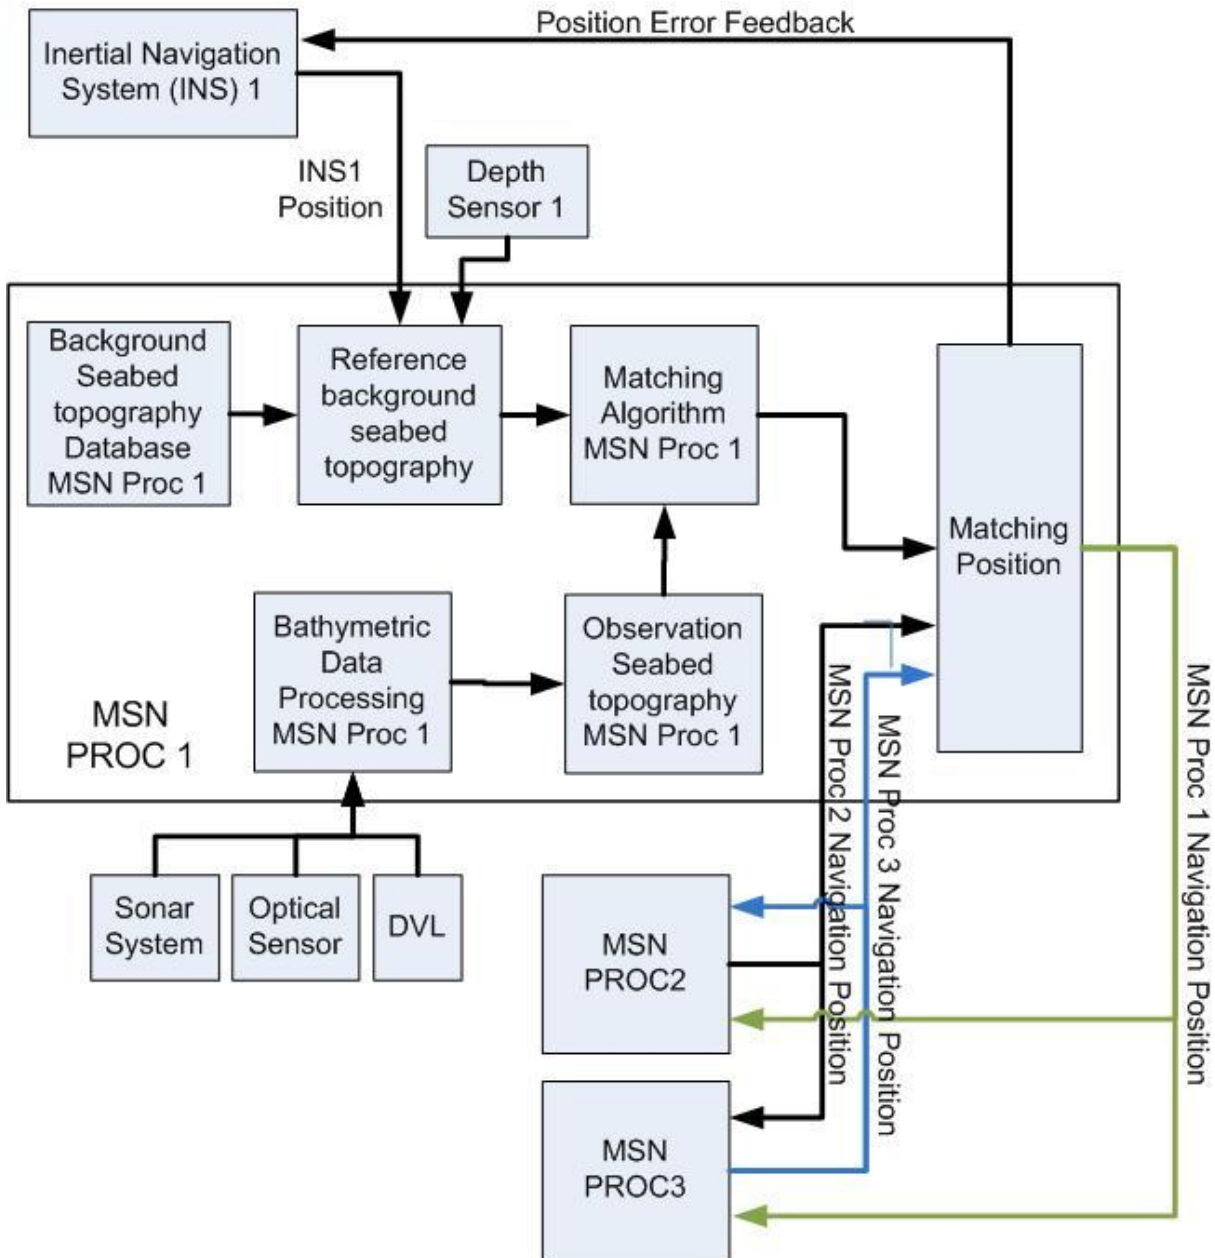 Position Error Feedback
Inertial Navigation
System (INS) 1
INS1
Position
Depth
Sensor 1
Background
Seabed
topography
Database
MSN Proc 1
Reference
background
seabed
topography
Matching
Algorithm
MSN Proc 1
Matching
Position
Bathymetric
Data
Processing
MSN Proc 1
Observation
Seabed
topography
MSN Proc 1
MSN
PROC 1
Sonar
System
Optical
Sensor
DVL
MSN
PROC2
MSN
PROC3
MSN Proc 2 Navigation Position
MSN Proc 3 Navigation Position
MSN Proc 1 Navigation Position